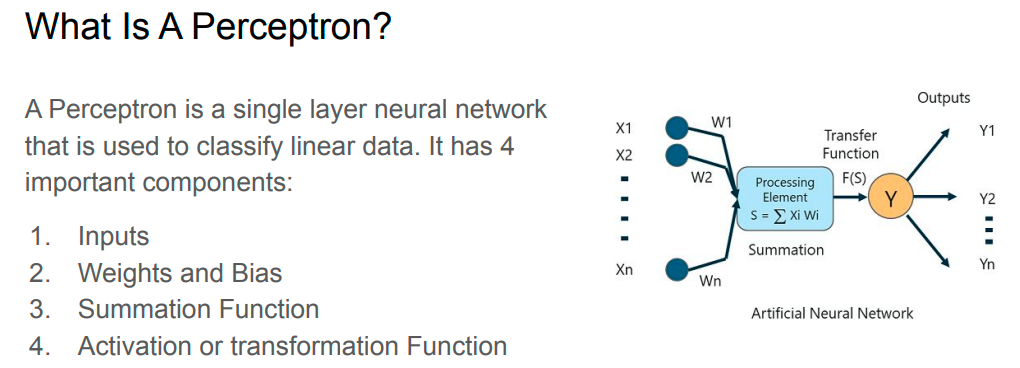 What Is A Perceptron?
A Perceptron is a single layer neural network
that is used to classify linear data. It has 4
important components:
1. Inputs
2. Weights and Bias
3. Summation Function
4. Activation or transformation Function
Outputs
X1
W1
Transfer
Function
Y1
X2
W2
Processing
Element
S = ∑ Xi Wi
F(S)
Y
Y2
Summation
Xn
Wn
Yn
Artificial Neural Network